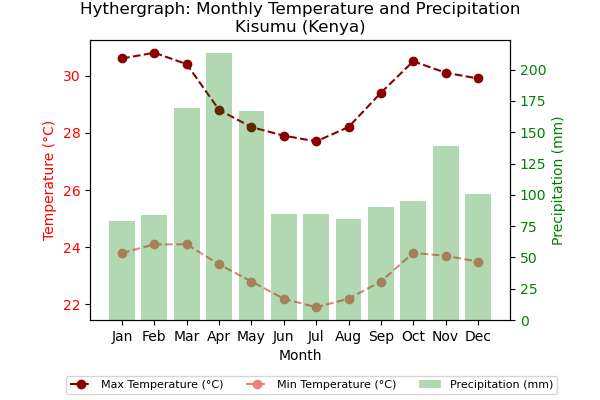 Hythergraph: Monthly Temperature and Precipitation
Kisumu (Kenya)
Temperature (°C)
30
28
26
24
22
Precipitation (mm)
200
175
150
125
100
75
50
25
0
Jan Feb Mar Apr May Jun Jul Aug Sep Oct Nov Dec
Month
Max Temperature (°C) Min Temperature (°C) Precipitation (mm)